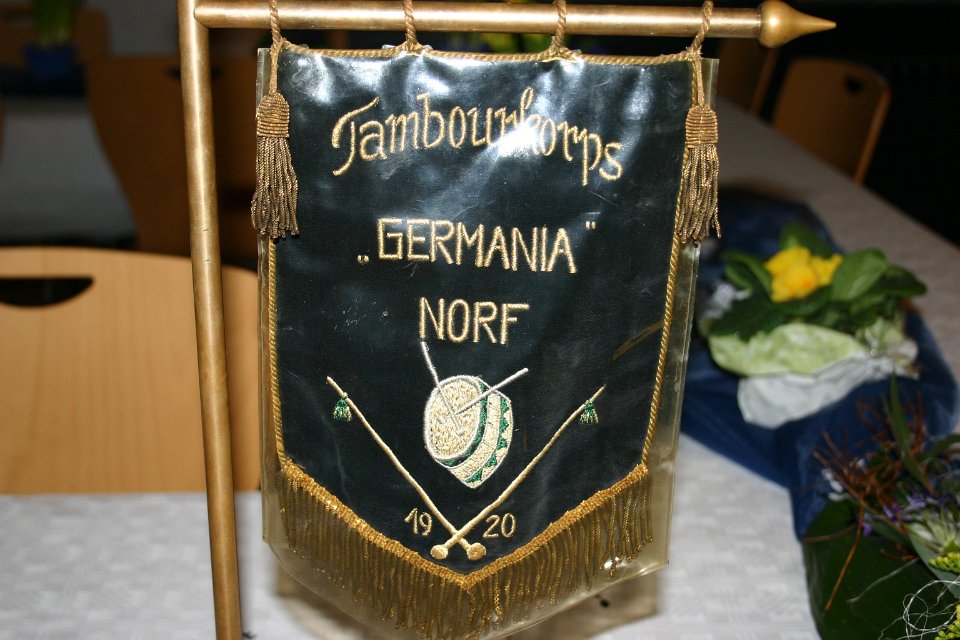 Tambourkorps
„GERMANIA"
NORF
19 20